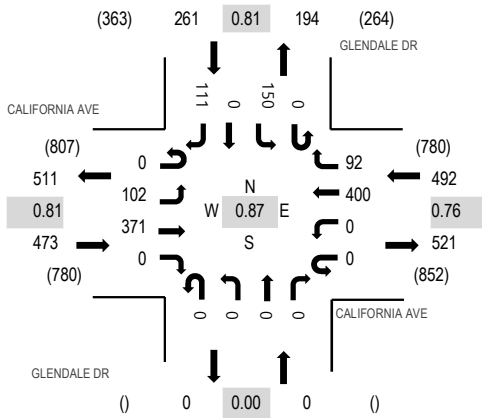 (363) 261 0.81 194 (264)
GLENDALE DR
111 0 150 0
CALIFORNIA AVE
(807) 0 92 (780)
511 492
102 N 400
0.81 W 0.87 E 0.76
371 S 0
473 521
0 0
(780) (852)
0 0 0 0
CALIFORNIA AVE
GLENDALE DR
() 0 0.00 0 ()